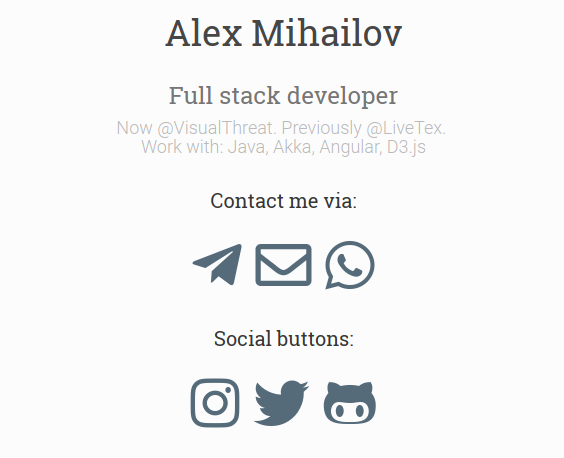 Alex Mihailov
Full stack developer
Now @VisualThreat. Previously @LiveTex.
Work with: Java, Akka, Angular, D3.js
Contact me via:
Social buttons: